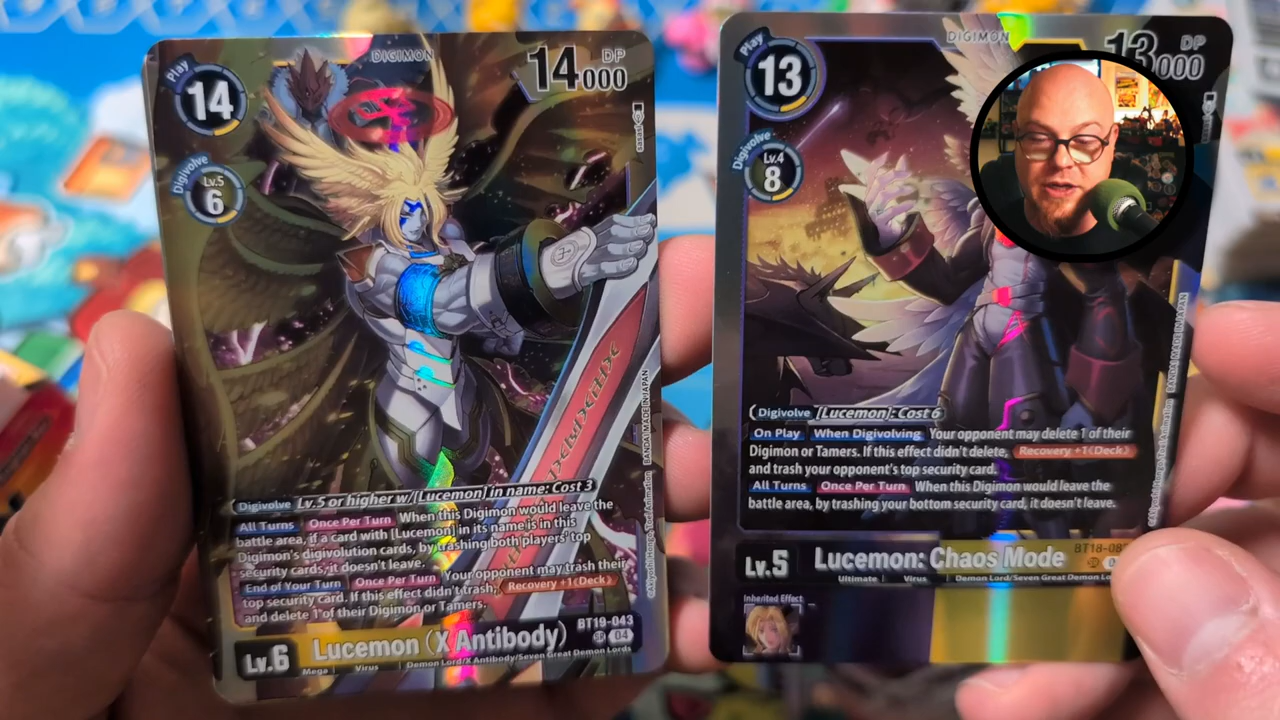 Play
14
DIGIMON
14000
DP
Digivolve
Lv.5
6
Digivolve Lv.5 or higher w/[Lucemon] in name: Cost 3
All Turns Once Per Turn When this Digimon would leave the
battle area, if a card with [Lucemon] in its name is in this
Digimon's digivolution cards, by trashing both players' top
security cards, it doesn't leave.
End of Your Turn Once Per Turn Your opponent may trash their
top security card. If this effect didn't trash, Recovery +1 (Deck)
and delete 1 of their Digimon or Tamers.
BANDAI MADE IN JAPAN
Lv.6
Lucemon (X Antibody)
BT19-043
SR 04
Mega
Virus
Demon Lord/X Antibody/Seven Great Demon Lords
Play
13
DIGIMON
13000
DP
Digivolve
Lv.4
8
Digivolve [Lucemon]: Cost 6
On Play When Digivolving Your opponent may delete 1 of their
Digimon or Tamers. If this effect didn't delete, Recovery +1 (Deck)
and trash your opponent's top security card.
All Turns Once Per Turn When this Digimon would leave the
battle area, by trashing your bottom security card, it doesn't leave.
BANDAI MADE IN JAPAN
Lv.5
Lucemon: Chaos Mode
Ultimate
Virus
Demon Lord/Seven Great Demon Lo
Inherited Effect